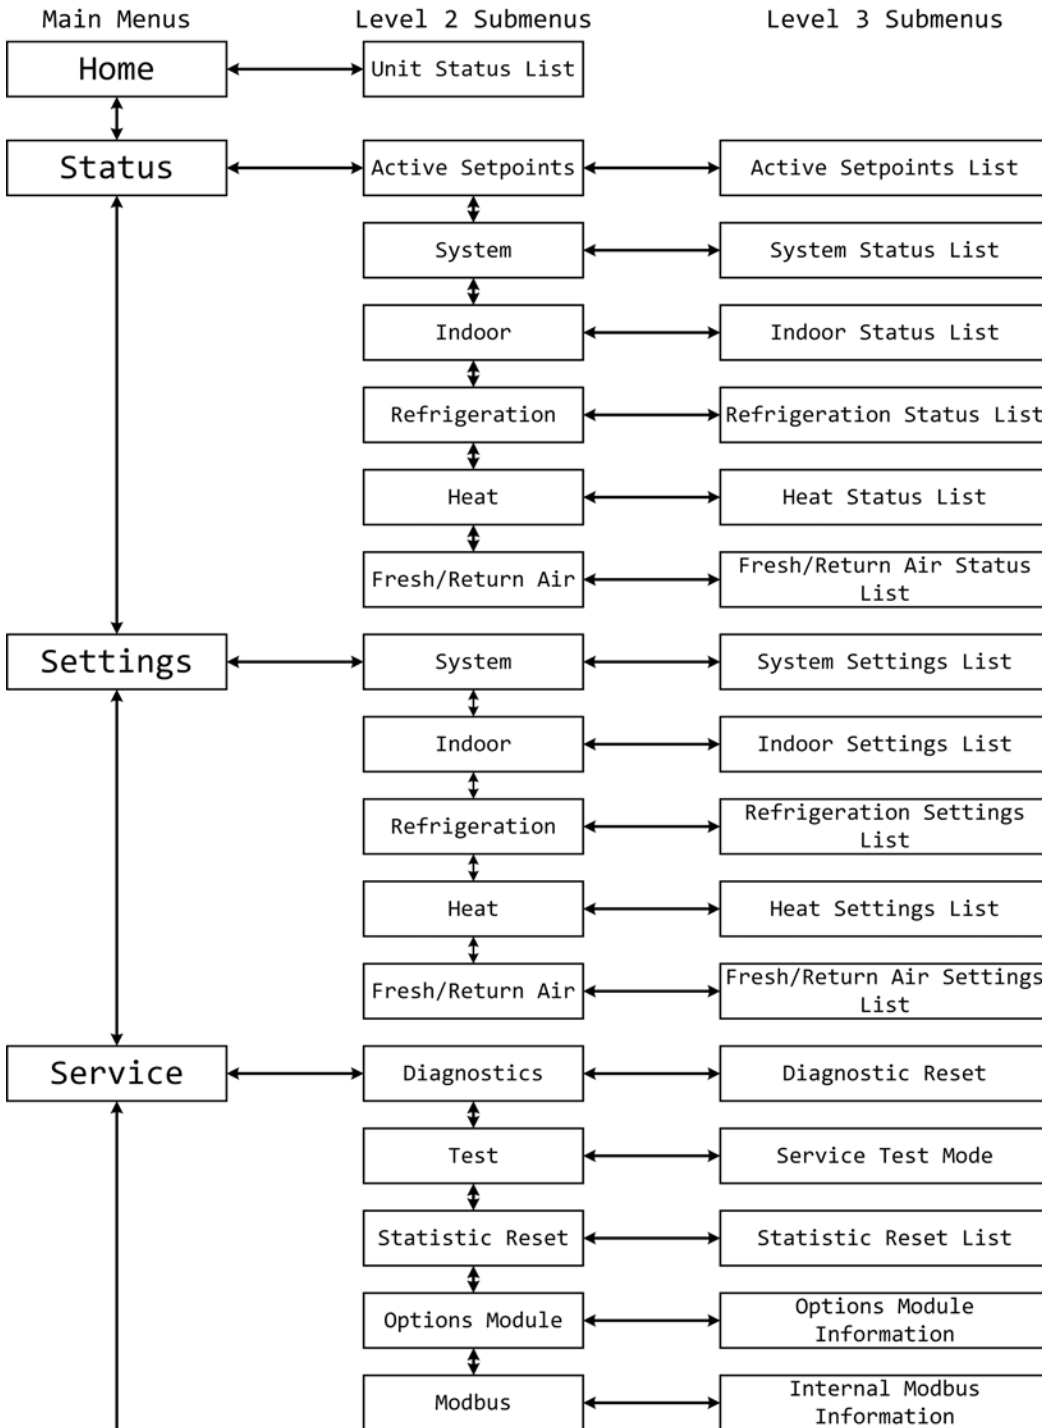 Main Menus
Level 2 Submenus
Level 3 Submenus
Home
Unit Status List
Status
Active Setpoints
Active Setpoints List
System
System Status List
Indoor
Indoor Status List
Refrigeration
Refrigeration Status List
Heat
Heat Status List
Fresh/Return Air
Fresh/Return Air Status
List
Settings
System
System Settings List
Indoor
Indoor Settings List
Refrigeration
Refrigeration Settings
List
Heat
Heat Settings List
Fresh/Return Air
Fresh/Return Air Settings
List
Service
Diagnostics
Diagnostic Reset
Test
Service Test Mode
Statistic Reset
Statistic Reset List
Options Module
Options Module
Information
Modbus
Internal Modbus
Information